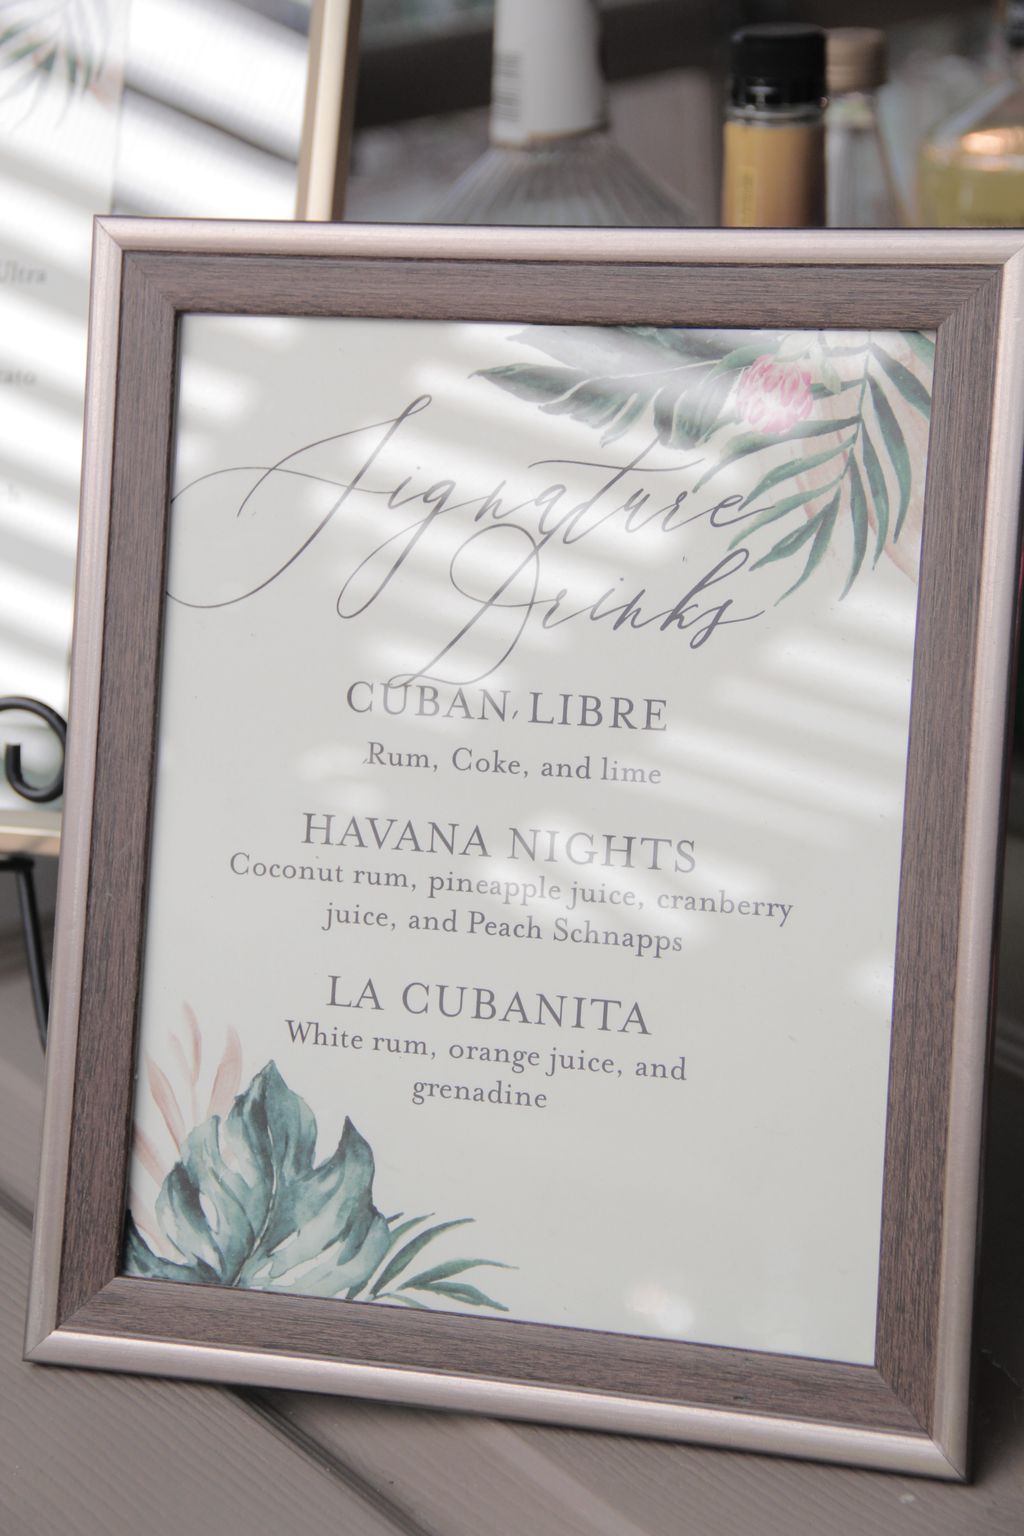 Ultra
Signature
Drinks
CUBAN LIBRE
Rum, Coke, and lime
HAVANA NIGHTS
Coconut rum, pineapple juice, cranberry
juice, and Peach Schnapps
LA CUBANITA
White rum, orange juice, and
grenadine